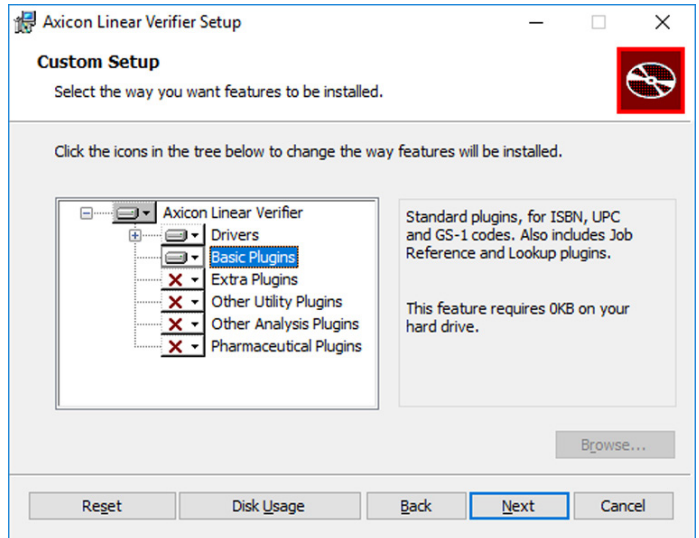 Axicon Linear Verifier Setup
Custom Setup
Select the way you want features to be installed.
Click the icons in the tree below to change the way features will be installed.
Axicon Linear Verifier
Drivers
Basic Plugins
Extra Plugins
Other Utility Plugins
Other Analysis Plugins
Pharmaceutical Plugins
Standard plugins, for ISBN, UPC
and GS-1 codes. Also includes Job
Reference and Lookup plugins.
This feature requires 0KB on your
hard drive.
Browse...
Reset
Disk Usage
Back
Next
Cancel